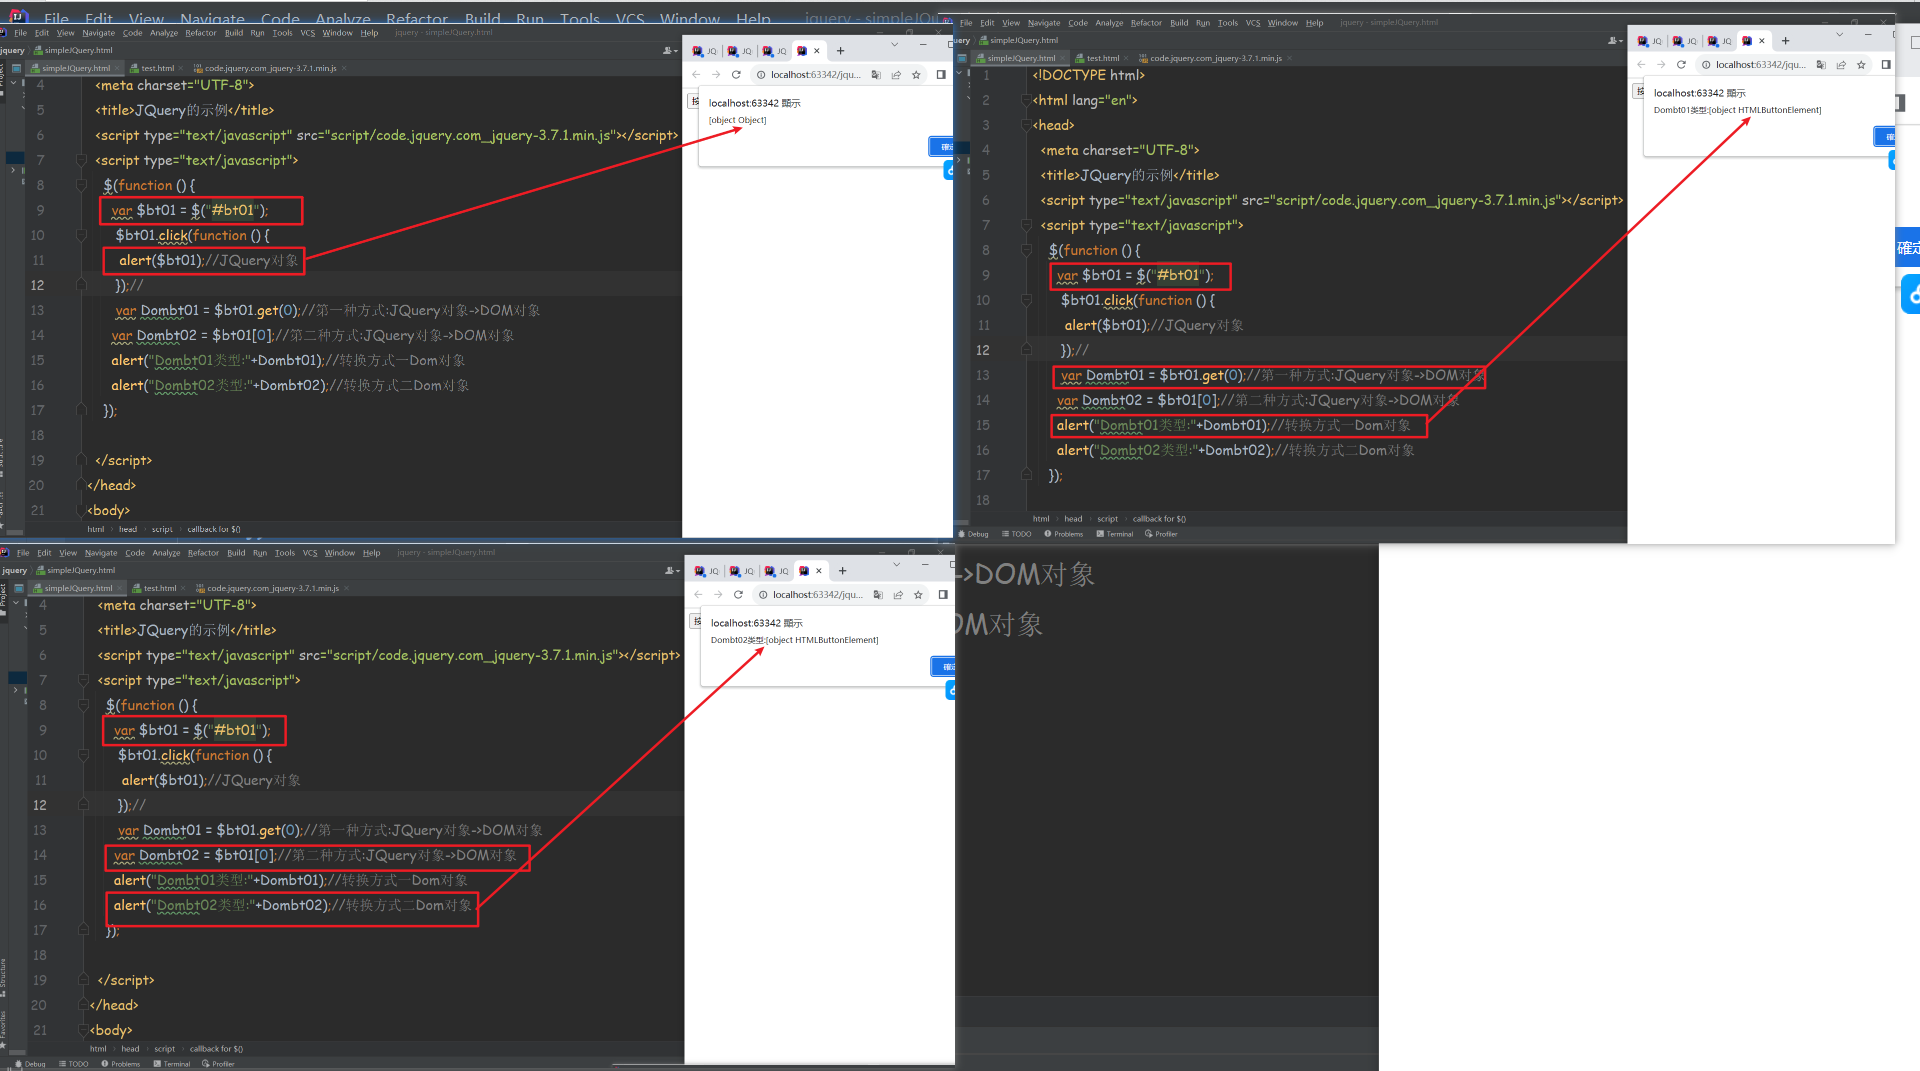 File Edit View Navigate Code Analyze Refactor Build Run Tools VCS Window Help jquery - simpleJQu
File Edit View Navigate Code Analyze Refactor Build Run Tools VCS Window Help jquery - simpleJQuery.html
jquery simpleJQuery.html
simpleJQuery.html test.html code.jquery.com_jquery-3.7.1.min.js
4 <meta charset="UTF-8">
5 <title>JQuery的示例</title>
6 <script type="text/javascript" src="script/code.jquery.com_jquery-3.7.1.min.js"></script>
7 <script type="text/javascript">
8 $(function () {
9 var $bt01 = $("#bt01");
10 $bt01.click(function () {
11 alert($bt01);//JQuery对象
12 });//
13 var Dombt01 = $bt01.get(0);//第一种方式:JQuery对象->DOM对象
14 var Dombt02 = $bt01[0];//第二种方式:JQuery对象->DOM对象
15 alert("Dombt01类型:"+Dombt01);//转换方式一Dom对象
16 alert("Dombt02类型:"+Dombt02);//转换方式二Dom对象
17 });
18
19 </script>
20 </head>
21 <body>
html head script callback for $()
JQ JQ JQ
localhost:63342/jqu...
localhost:63342 顯示
[object Object]
File Edit View Navigate Code Analyze Refactor Build Run Tools VCS Window Help jquery - simpleJQuery.html
simpleJQuery.html
simpleJQuery.html test.html code.jquery.com_jquery-3.7.1.min.js
1 <!DOCTYPE html>
2 <html lang="en">
3 <head>
4 <meta charset="UTF-8">
5 <title>JQuery的示例</title>
6 <script type="text/javascript" src="script/code.jquery.com_jquery-3.7.1.min.js"></script>
7 <script type="text/javascript">
8 $(function () {
9 var $bt01 = $("#bt01");
10 $bt01.click(function () {
11 alert($bt01);//JQuery对象
12 });//
13 var Dombt01 = $bt01.get(0);//第一种方式:JQuery对象->DOM对象
14 var Dombt02 = $bt01[0];//第二种方式:JQuery对象->DOM对象
15 alert("Dombt01类型:"+Dombt01);//转换方式一Dom对象
16 alert("Dombt02类型:"+Dombt02);//转换方式二Dom对象
17 });
18
html head script callback for $()
Debug TODO Problems Terminal Profiler
JQ JQ JQ
localhost:63342/jqu...
localhost:63342 顯示
Dombt01类型:[object HTMLButtonElement]
確定
File Edit View Navigate Code Analyze Refactor Build Run Tools VCS Window Help jquery - simpleJQuery.html
jquery simpleJQuery.html
simpleJQuery.html test.html code.jquery.com_jquery-3.7.1.min.js
4 <meta charset="UTF-8">
5 <title>JQuery的示例</title>
6 <script type="text/javascript" src="script/code.jquery.com_jquery-3.7.1.min.js"></script>
7 <script type="text/javascript">
8 $(function () {
9 var $bt01 = $("#bt01");
10 $bt01.click(function () {
11 alert($bt01);//JQuery对象
12 });//
13 var Dombt01 = $bt01.get(0);//第一种方式:JQuery对象->DOM对象
14 var Dombt02 = $bt01[0];//第二种方式:JQuery对象->DOM对象
15 alert("Dombt01类型:"+Dombt01);//转换方式一Dom对象
16 alert("Dombt02类型:"+Dombt02);//转换方式二Dom对象
17 });
18
19 </script>
20 </head>
21 <body>
html head script callback for $()
Debug TODO Problems Terminal Profiler
JQ JQ JQ
localhost:63342/jqu...
localhost:63342 顯示
Dombt02类型:[object HTMLButtonElement]
->DOM对象
OM对象